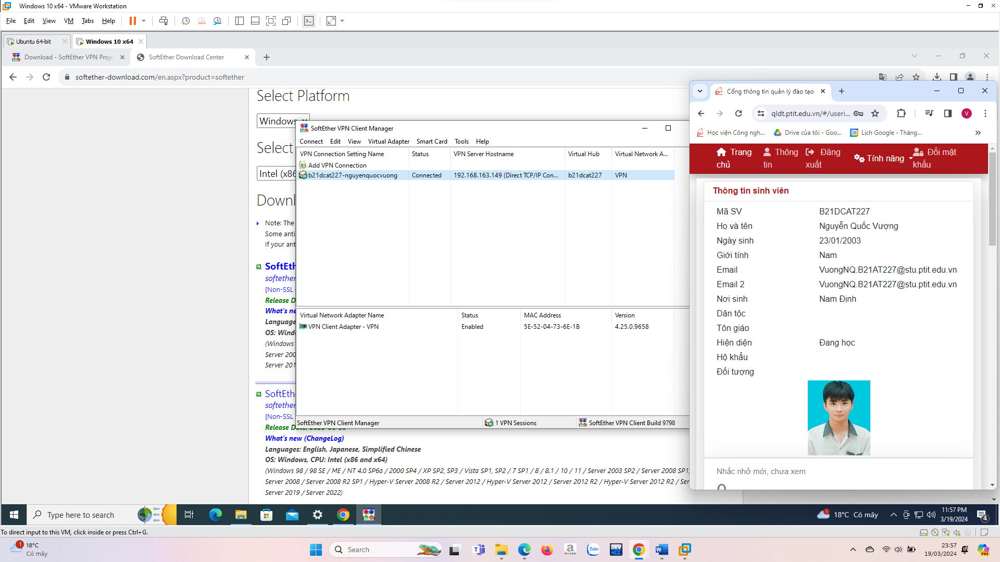 Windows 10 x64 - VMware Workstation
File Edit View VM Tabs Help
Ubuntu 64-bit Windows 10 x64
Download - SoftEther VPN Proje SoftEther Download Center
softether-download.com/en.aspx?product=softether
Select Platform
Windows
Select
Intel (x86
Downl
Note: The
Some anti
If your ant
SoftEth
softether
[Non-SSL
Release D
What's ne
Language
OS: Windo
(Windows
Server 200
Server 201
SoftEthe
softether
[Non-SSL
What's new (ChangeLog)
Languages: English, Japanese, Simplified Chinese
OS: Windows, CPU: Intel (x86 and x64)
(Windows 98 / 98 SE / ME / NT 4.0 SP6a / 2000 SP4 / XP SP2, SP3 / Vista SP1, SP2 / 7 SP1 / 8 / 8.1 / 10 / 11 / Server 2003 SP2 / Server 2008 SP1,
Server 2008 / Server 2008 R2 SP1 / Hyper-V Server 2008 R2 / Server 2012 / Hyper-V Server 2012 / Server 2012 R2 / Hyper-V Server 2012 R2 / Ser
Server 2019 / Server 2022)
SoftEther VPN Client Manager
Connect Edit View Virtual Adapter Smart Card Tools Help
VPN Connection Setting Name Status VPN Server Hostname Virtual Hub Virtual Network A...
Add VPN Connection
b21dcat227-nguyenquocvuong Connected 192.168.163.149 (Direct TCP/IP Con... b21dcat227 VPN
Virtual Network Adapter Name Status MAC Address Version
VPN Client Adapter - VPN Enabled 5E-52-04-73-6E-1B 4.25.0.9658
SoftEther VPN Client Manager 1 VPN Sessions SoftEther VPN Client Build 9798
Cổng thông tin quản lý đào tạo
qldt.ptit.edu.vn/#/useri... V
Học viện Công ngh... Drive của tôi - Goo... 28 Lịch Google - Tháng...
Trang chủ Thông tin Đăng xuất Tính năng Đổi mật khẩu
Thông tin sinh viên
Mã SV B21DCAT227
Họ và tên Nguyễn Quốc Vượng
Ngày sinh 23/01/2003
Giới tính Nam
Email VuongNQ.B21AT227@stu.ptit.edu.vn
Email 2 VuongNQ.B21AT227@stu.ptit.edu.vn
Nơi sinh Nam Định
Dân tộc
Tôn giáo
Hiện diện Đang học
Hộ khẩu
Đối tượng
Nhắc nhở mới, chưa xem
Type here to search 1 18°C Có mây 11:57 PM
3/19/2024 4
To direct input to this VM, click inside or press Ctrl+G.
1 18°C
Có mây
Search a Zalo DEV PRE
23:57
19/03/2024